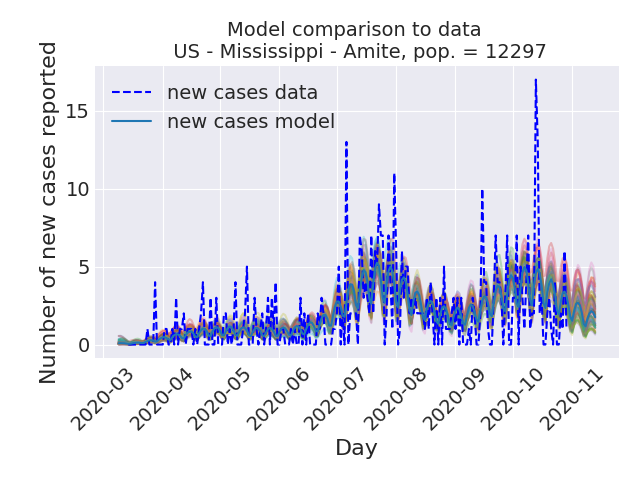 Model comparison to data
US - Mississippi - Amite, pop. = 12297
Number of new cases reported
15
10
5
0
new cases data
new cases model
2020-03
2020-04
2020-05
2020-06
2020-07
2020-08
2020-09
2020-10
2020-11
Day